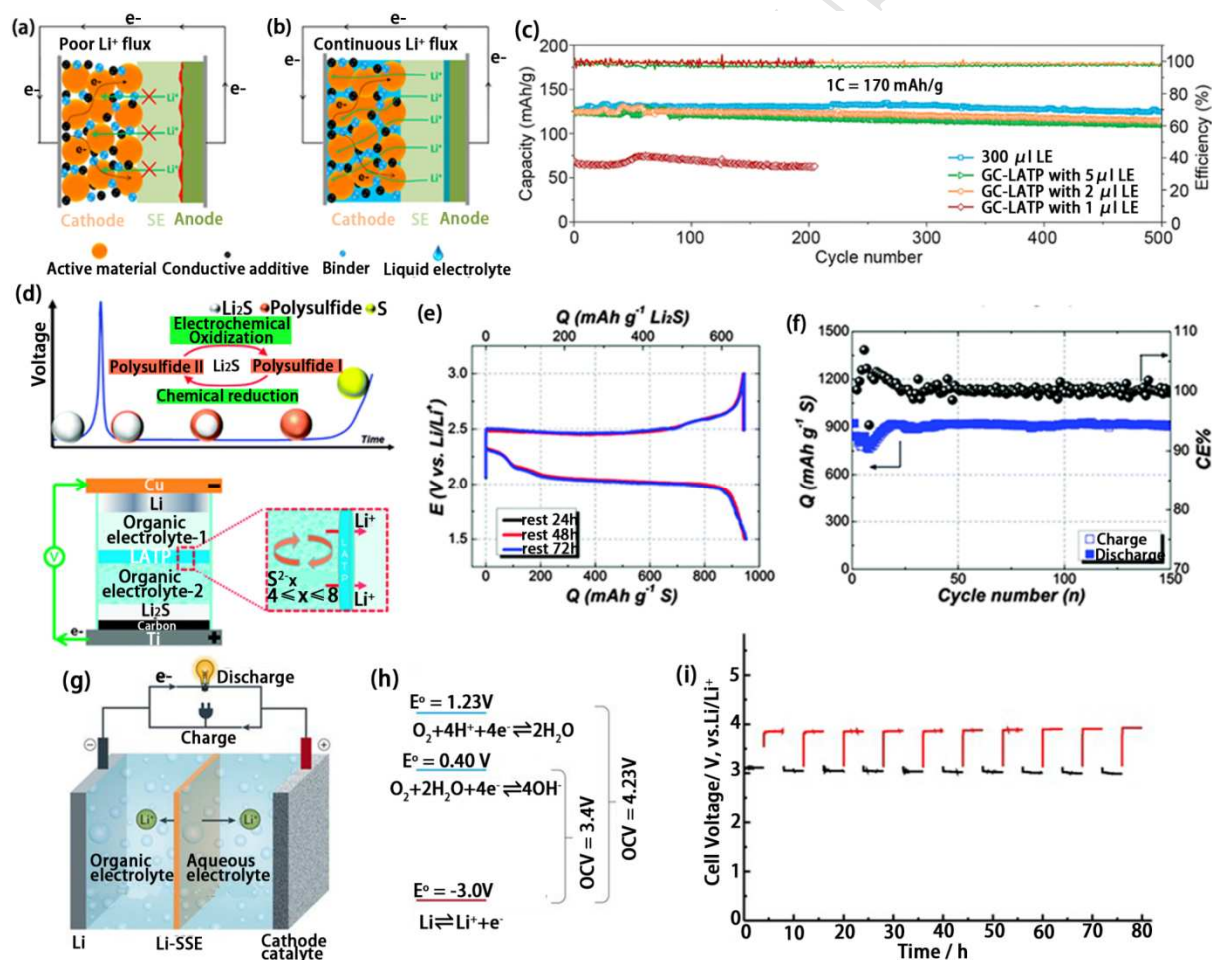 (a)
e-
Poor Li⁺ flux
e-
e-
e-
Li⁺
Li⁺
e-
Li⁺
Cathode
SE
Anode
(b)
e-
Continuous Li⁺ flux
e-
e-
e-
Li⁺
Li⁺
e-
Li⁺
Cathode
SE
Anode
Active material
Conductive additive
Binder
Liquid electrolyte
(c)
200
150
100
50
0
Capacity (mAh/g)
1C = 170 mAh/g
300 μl LE
GC-LATP with 5 μl LE
GC-LATP with 2 μl LE
GC-LATP with 1 μl LE
100
80
60
40
20
0
Efficiency (%)
0 100 200 300 400 500
Cycle number
(d)
Voltage
Li₂S Polysulfide S
Electrochemical
Oxidization
Polysulfide II Li₂S Polysulfide I
Chemical reduction
Time
Cu −
Li
Organic
electrolyte-1
LATP
Organic
electrolyte-2
Li₂S
Carbon
Ti +
V
e-
Li⁺
LATP
S²⁻x
4 ⩽ x ⩽ 8
Li⁺
(e)
Q (mAh g⁻¹ Li₂S)
0 200 400 600
3.0
2.5
2.0
1.5
E (V vs. Li/Li⁺)
rest 24H
rest 48H
rest 72H
0 200 400 600 800 1000
Q (mAh g⁻¹ S)
(f)
1500
1200
900
600
300
0
Q (mAh g⁻¹ S)
110
100
90
80
70
CE%
Charge
Discharge
0 50 100 150
Cycle number (n)
(g)
e-
Discharge
Charge
−
+
Li⁺
Li⁺
Organic
electrolyte
Aqueous
electrolyte
Li
Li-SSE
Cathode
catalyte
(h)
E° = 1.23V
O₂+4H⁺+4e⁻⇌2H₂O
E° = 0.40 V
O₂+2H₂O+4e⁻⇌4OH⁻
E° = -3.0V
Li⇌Li⁺+e⁻
OCV = 3.4V
OCV = 4.23V
(i)
5
4
3
2
1
0
Cell Voltage/ V, vs.Li/Li⁺
0 10 20 30 40 50 60 70 80
Time / h